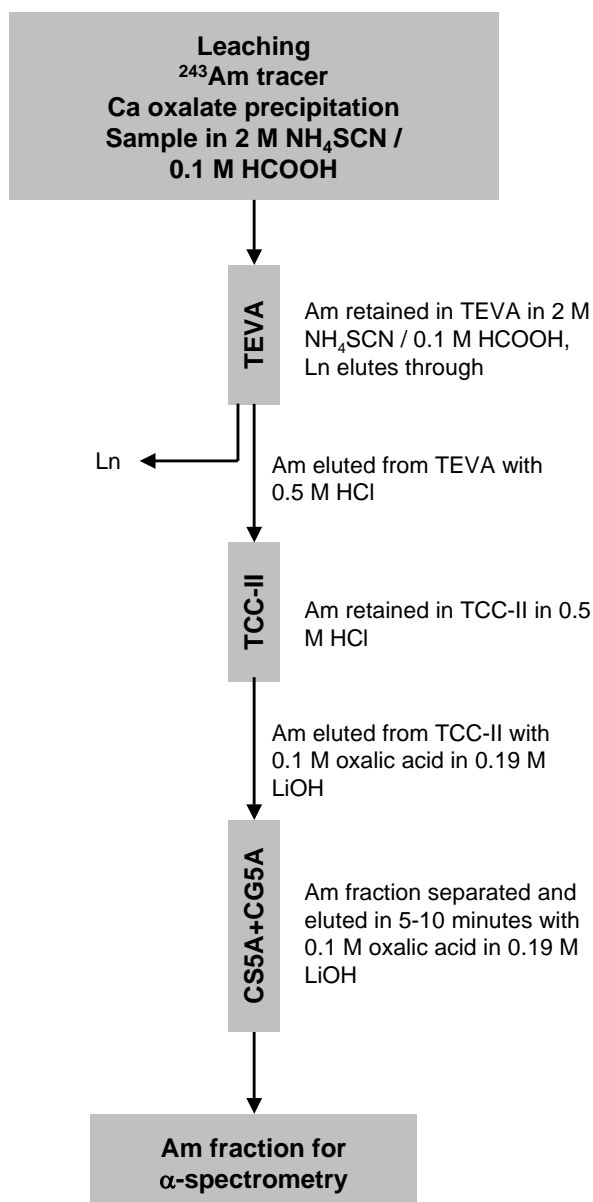 Leaching
²⁴³Am tracer
Ca oxalate precipitation
Sample in 2 M NH₄SCN /
0.1 M HCOOH
TEVA
Am retained in TEVA in 2 M
NH₄SCN / 0.1 M HCOOH,
Ln elutes through
Ln
Am eluted from TEVA with
0.5 M HCl
TCC-II
Am retained in TCC-II in 0.5
M HCl
Am eluted from TCC-II with
0.1 M oxalic acid in 0.19 M
LiOH
CS5A+CG5A
Am fraction separated and
eluted in 5-10 minutes with
0.1 M oxalic acid in 0.19 M
LiOH
Am fraction for
α-spectrometry